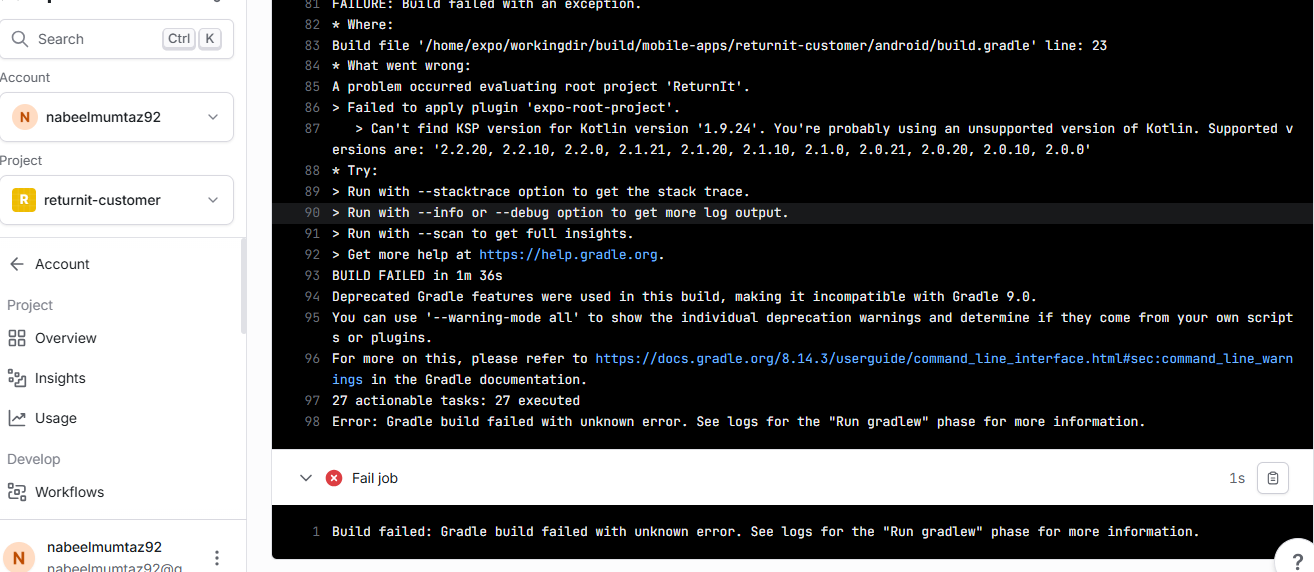 Search
Ctrl K
Account
N nabeelmumtaz92
Project
R returnit-customer
Account
Project
Overview
Insights
Usage
Develop
Workflows
N nabeelmumtaz92
81 FAILURE: Build failed with an exception.
82 * Where:
83 Build file '/home/expo/workingdir/build/mobile-apps/returnit-customer/android/build.gradle' line: 23
84 * What went wrong:
85 A problem occurred evaluating root project 'ReturnIt'.
86 > Failed to apply plugin 'expo-root-project'.
87 > Can't find KSP version for Kotlin version '1.9.24'. You're probably using an unsupported version of Kotlin. Supported v
ersions are: '2.2.20, 2.2.10, 2.2.0, 2.1.21, 2.1.20, 2.1.10, 2.1.0, 2.0.21, 2.0.20, 2.0.10, 2.0.0'
88 * Try:
89 > Run with --stacktrace option to get the stack trace.
90 > Run with --info or --debug option to get more log output.
91 > Run with --scan to get full insights.
92 > Get more help at https://help.gradle.org.
93 BUILD FAILED in 1m 36s
94 Deprecated Gradle features were used in this build, making it incompatible with Gradle 9.0.
95 You can use '--warning-mode all' to show the individual deprecation warnings and determine if they come from your own script
s or plugins.
96 For more on this, please refer to https://docs.gradle.org/8.14.3/userguide/command_line_interface.html#sec:command_line_warn
ings in the Gradle documentation.
97 27 actionable tasks: 27 executed
98 Error: Gradle build failed with unknown error. See logs for the "Run gradlew" phase for more information.
Fail job 1s
1 Build failed: Gradle build failed with unknown error. See logs for the "Run gradlew" phase for more information.
?